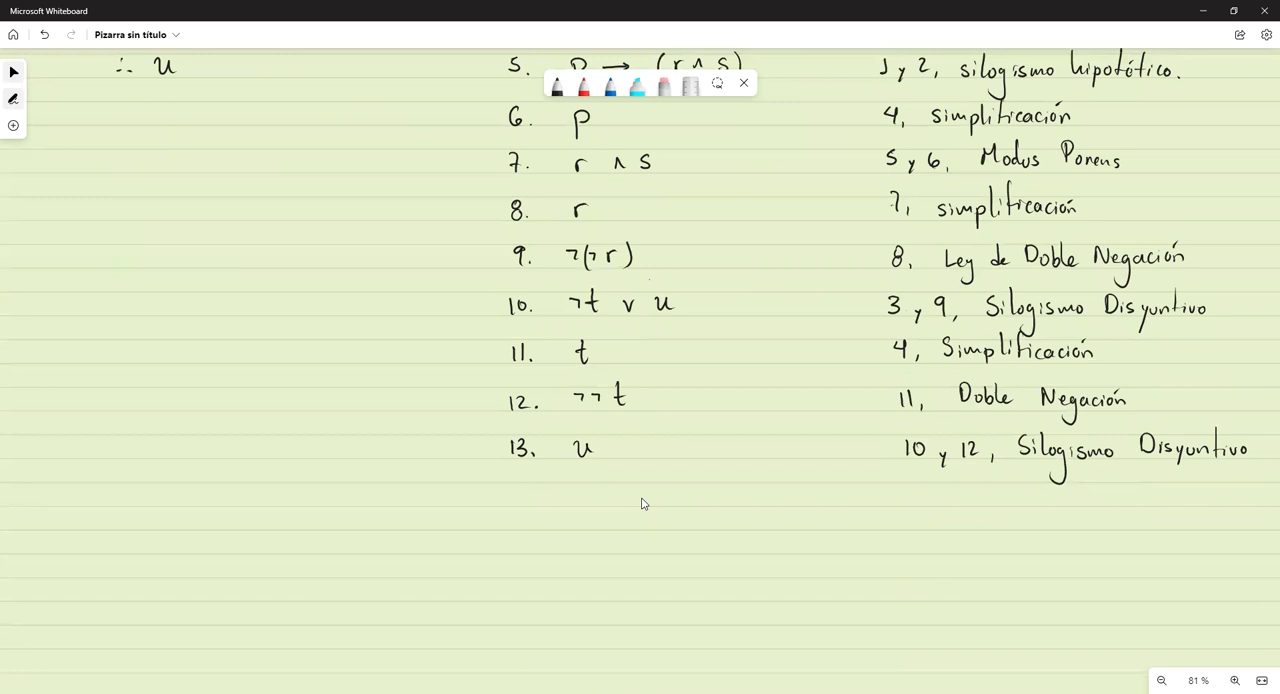 Microsoft Whiteboard
Pizarra sin título
∴ u
5. p → (r ∧ s) 1 y 2, silogismo hipotético.
6. p 4, simplificación
7. r ∧ s 5 y 6, Modus Ponens
8. r 7, simplificación
9. ¬(¬r) 8, Ley de Doble Negación
10. ¬t ∨ u 3 y 9, Silogismo Disyuntivo
11. t 4, Simplificación
12. ¬¬t 11, Doble Negación
13. u 10 y 12, Silogismo Disyuntivo
81 %